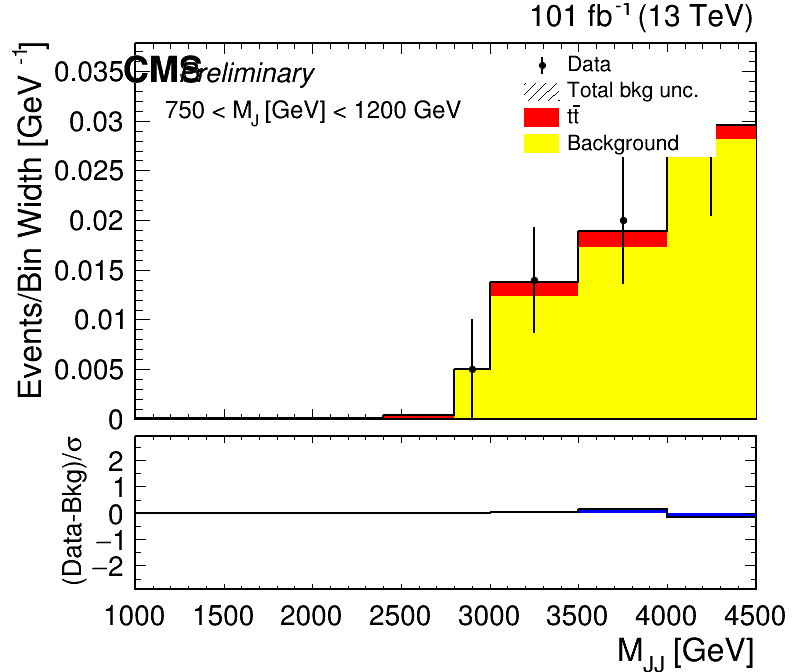 101 fb⁻¹ (13 TeV)
CMS Preliminary
750 < M_J [GeV] < 1200 GeV
Data
Total bkg unc.
tt̄
Background
Events/Bin Width [GeV⁻¹]
0.035
0.03
0.025
0.02
0.015
0.01
0.005
0
(Data-Bkg)/σ
2
1
0
−1
−2
1000 1500 2000 2500 3000 3500 4000 4500
M_JJ [GeV]